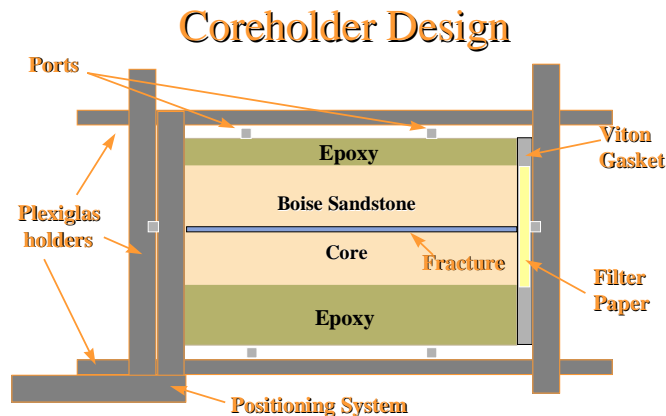 Coreholder Design
Ports
Viton
Gasket
Epoxy
Boise Sandstone
Plexiglas
holders
Core
Fracture
Filter
Paper
Epoxy
Positioning System